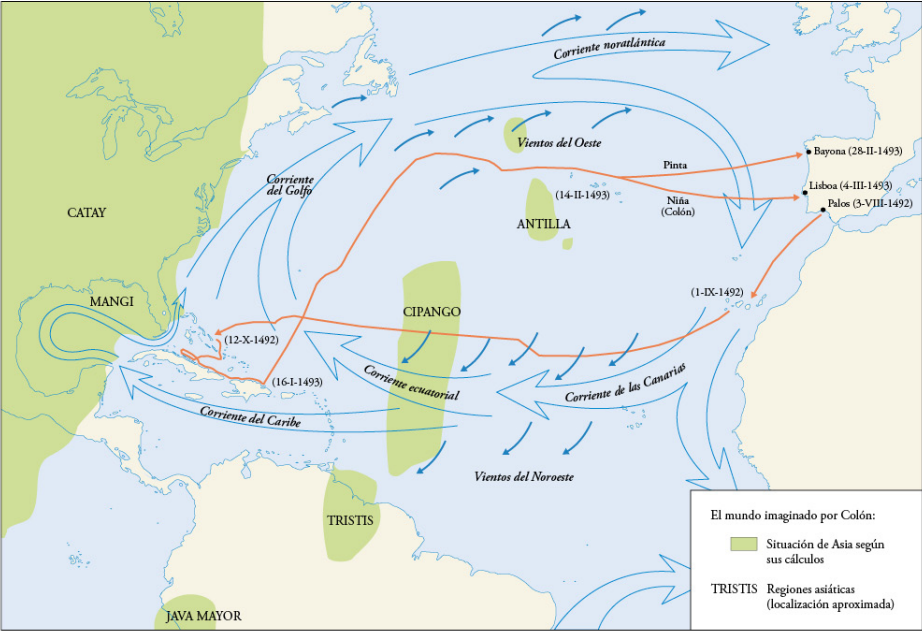 Corriente noratlántica
Vientos del Oeste
Pinta
Bayona (28-II-1493)
Corriente
del Golfo
Lisboa (4-III-1493)
(14-II-1493)
Niña
(Colón)
Palos (3-VIII-1492)
CATAY
ANTILLA
MANGI
(1-IX-1492)
CIPANGO
(12-X-1492)
(16-I-1493)
Corriente ecuatorial
Corriente de las Canarias
Corriente del Caribe
Vientos del Noroeste
TRISTIS
JAVA MAYOR
El mundo imaginado por Colón:
Situación de Asia según
sus cálculos
TRISTIS Regiones asiáticas
(localización aproximada)